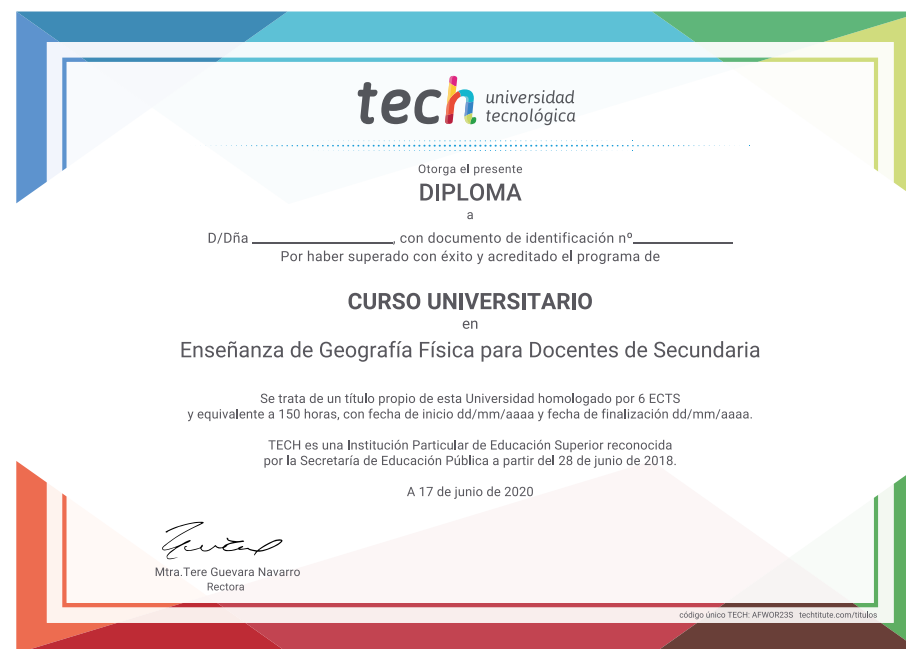 tech universidad
tecnológica
Otorga el presente
DIPLOMA
a
D/Dña ____________, con documento de identificación nº____________
Por haber superado con éxito y acreditado el programa de
CURSO UNIVERSITARIO
en
Enseñanza de Geografía Física para Docentes de Secundaria
Se trata de un título propio de esta Universidad homologado por 6 ECTS
y equivalente a 150 horas, con fecha de inicio dd/mm/aaaa y fecha de finalización dd/mm/aaaa.
TECH es una Institución Particular de Educación Superior reconocida
por la Secretaría de Educación Pública a partir del 28 de junio de 2018.
A 17 de junio de 2020
Mtra.Tere Guevara Navarro
Rectora
código único TECH: AFWOR23S techtitute.com/titulos